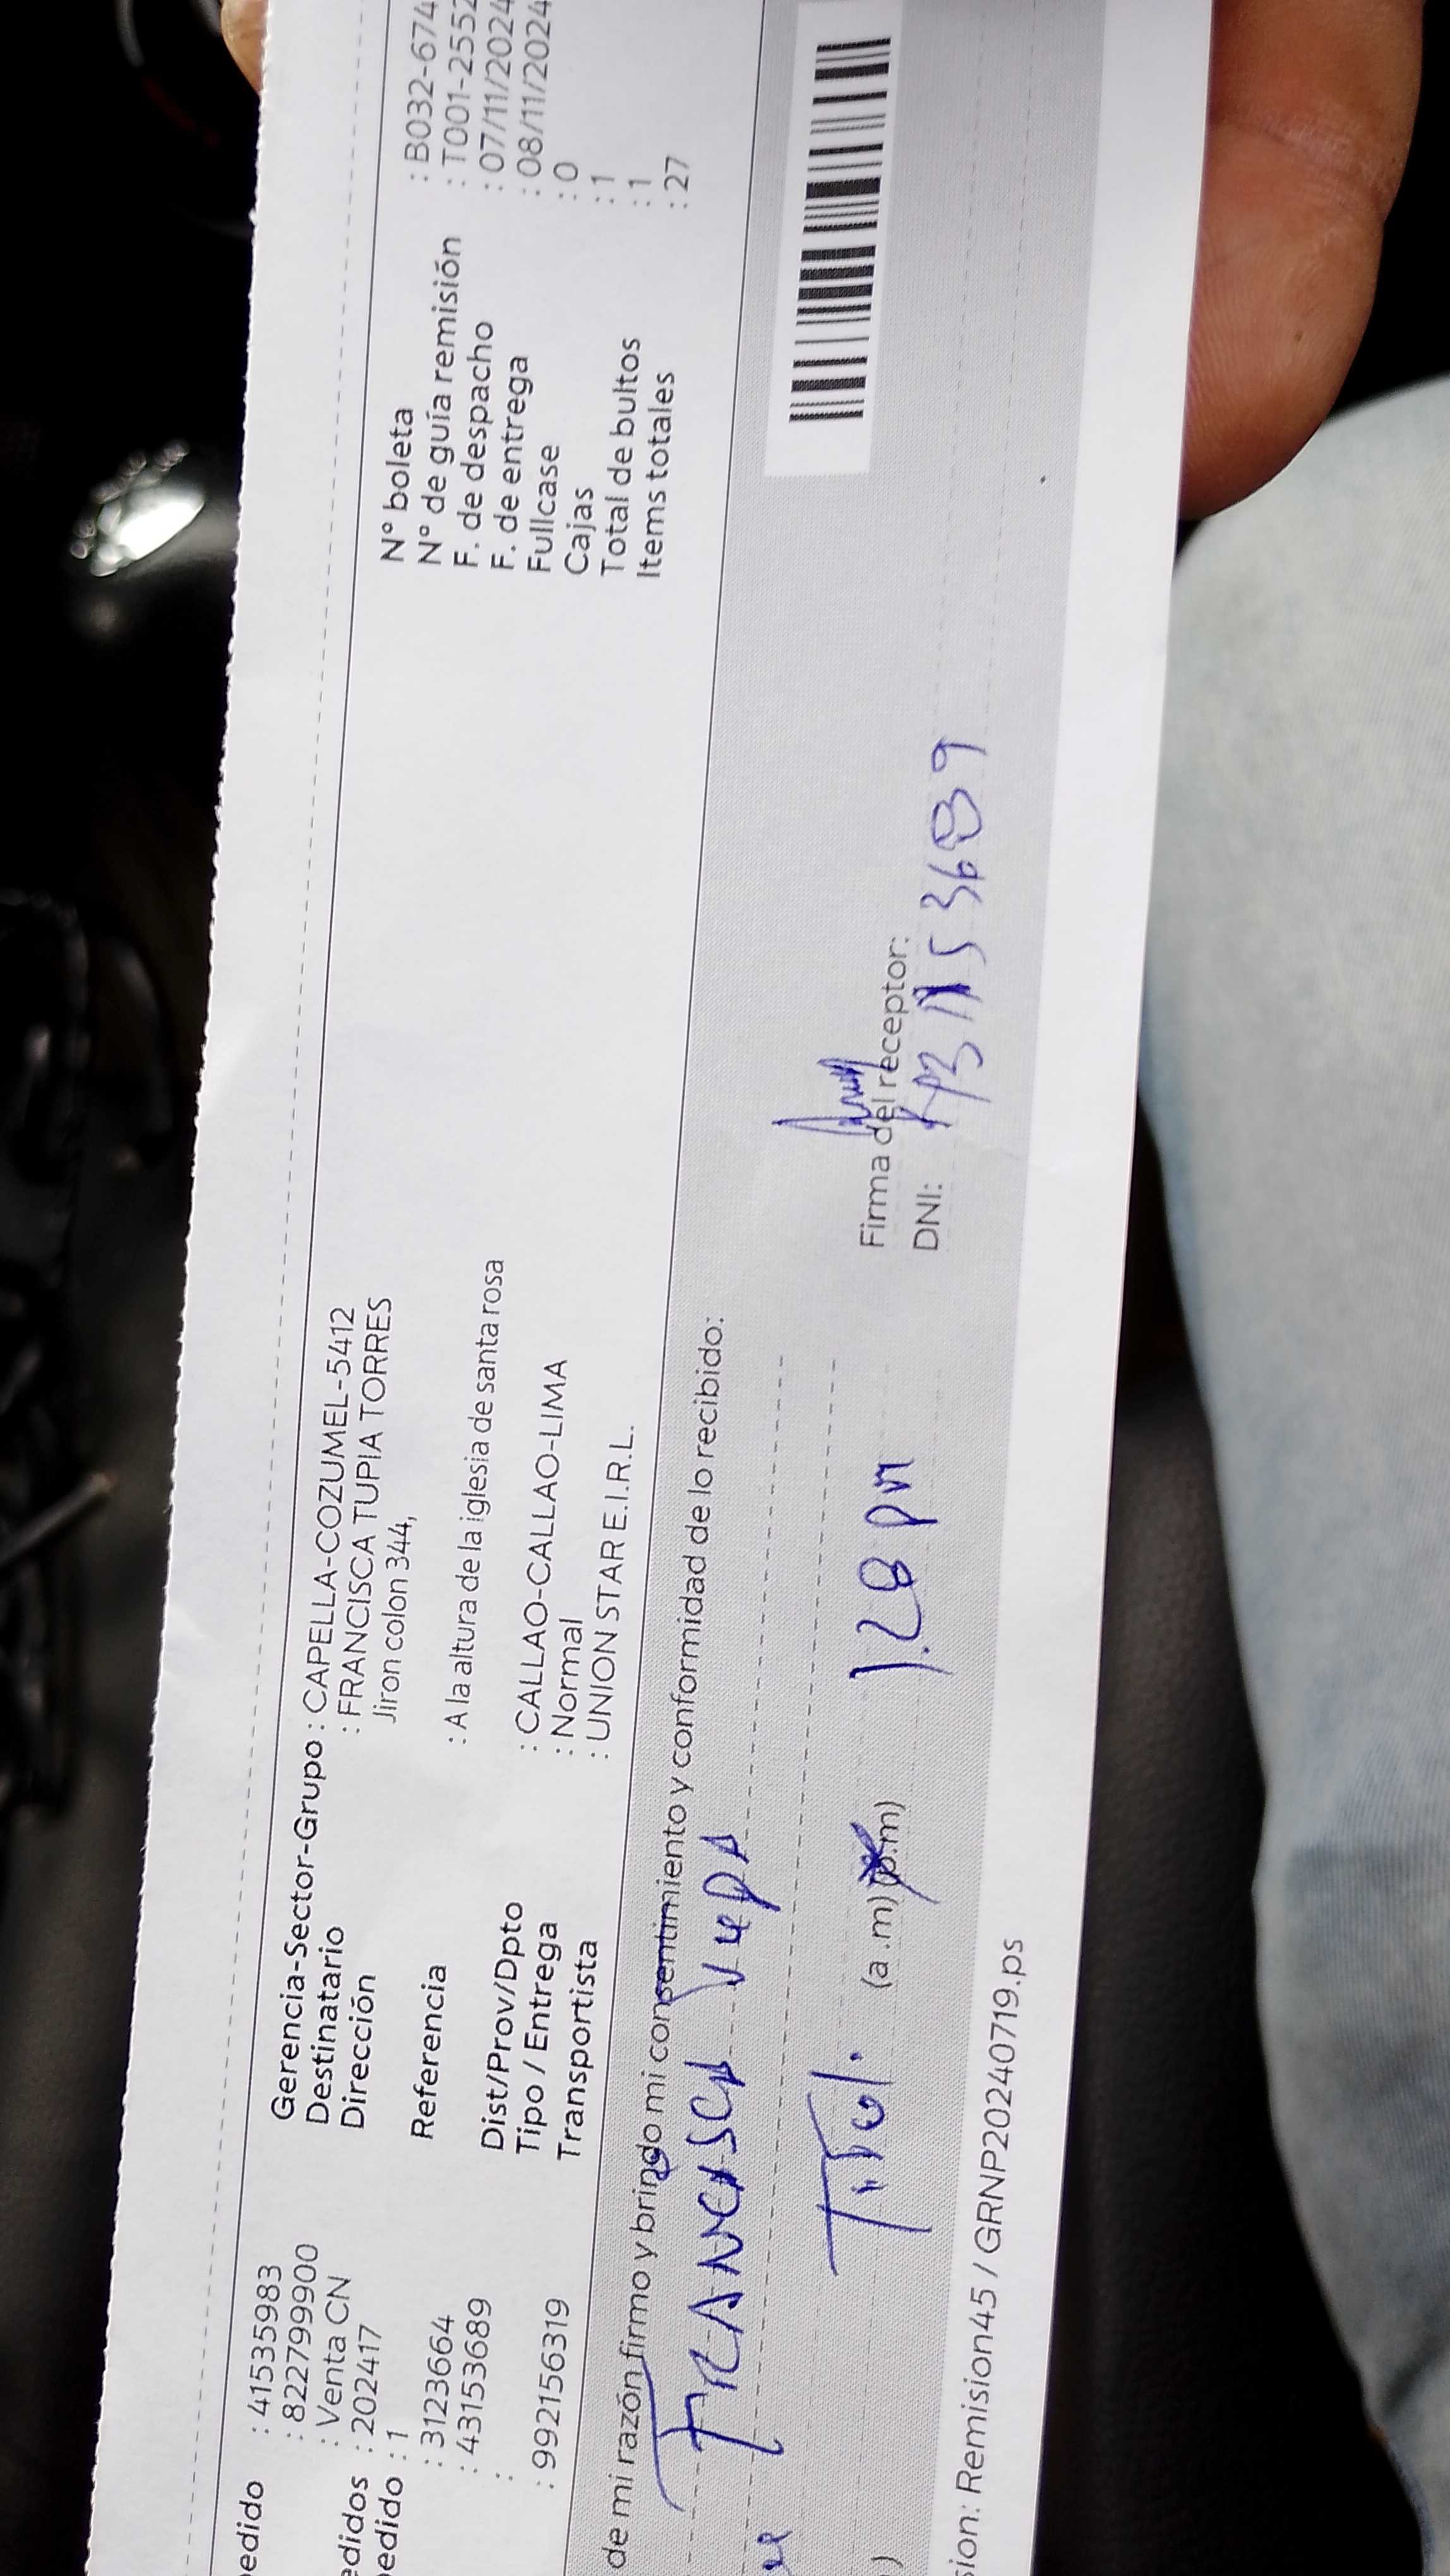 edido : 41535983
: 822799900
: Venta CN
edidos : 202417
edido : 1
: 3123664
: 43153689
:
: 992156319
Gerencia-Sector-Grupo : CAPELLA-COZUMEL-5412
Destinatario : FRANCISCA TUPIA TORRES
Dirección Jiron colon 344,
Referencia : A la altura de la iglesia de santa rosa
Dist/Prov/Dpto : CALLAO-CALLAO-LIMA
Tipo / Entrega : Normal
Transportista : UNION STAR E.I.R.L.
N° boleta : B032-674
N° de guía remisión : T001-2552
F. de despacho : 07/11/2024
F. de entrega : 08/11/2024
Fullcase : 0
Cajas : 1
Total de bultos : 1
Items totales : 27
de mi razón firmo y brindo mi consentimiento y conformidad de lo recibido:
FRANCISCA
) (a .m) (p.m) 1.28 pm
Firma del receptor:
DNI: 43153689
sion: Remision45 / GRNP20240719.ps